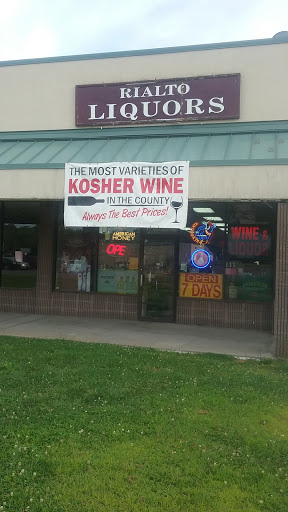 RIALTO
LIQUORS
THE MOST VARIETIES OF
KOSHER WINE
IN THE COUNTY
Always The Best Prices!
AMERICAN
HONEY
OPE
WINE &
OPEN
7 DAYS